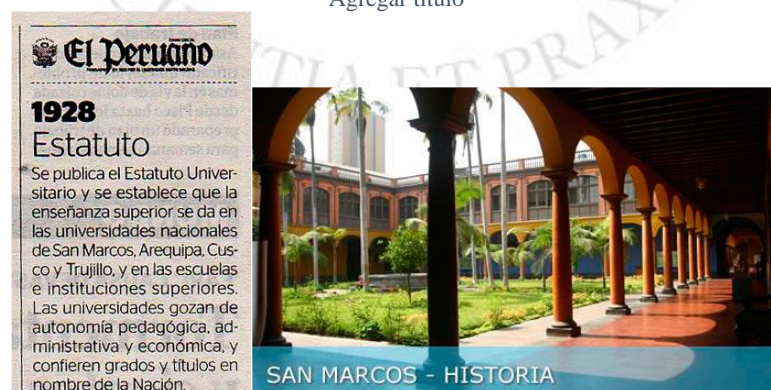 Agregar título
El Peruano
1928
Estatuto
Se publica el Estatuto Univer-
sitario y se establece que la
enseñanza superior se da en
las universidades nacionales
de San Marcos, Arequipa, Cus-
co y Trujillo, y en las escuelas
e instituciones superiores.
Las universidades gozan de
autonomía pedagógica, ad-
ministrativa y económica, y
confieren grados y títulos en
nombre de la Nación.
SAN MARCOS - HISTORIA
ET PRAX